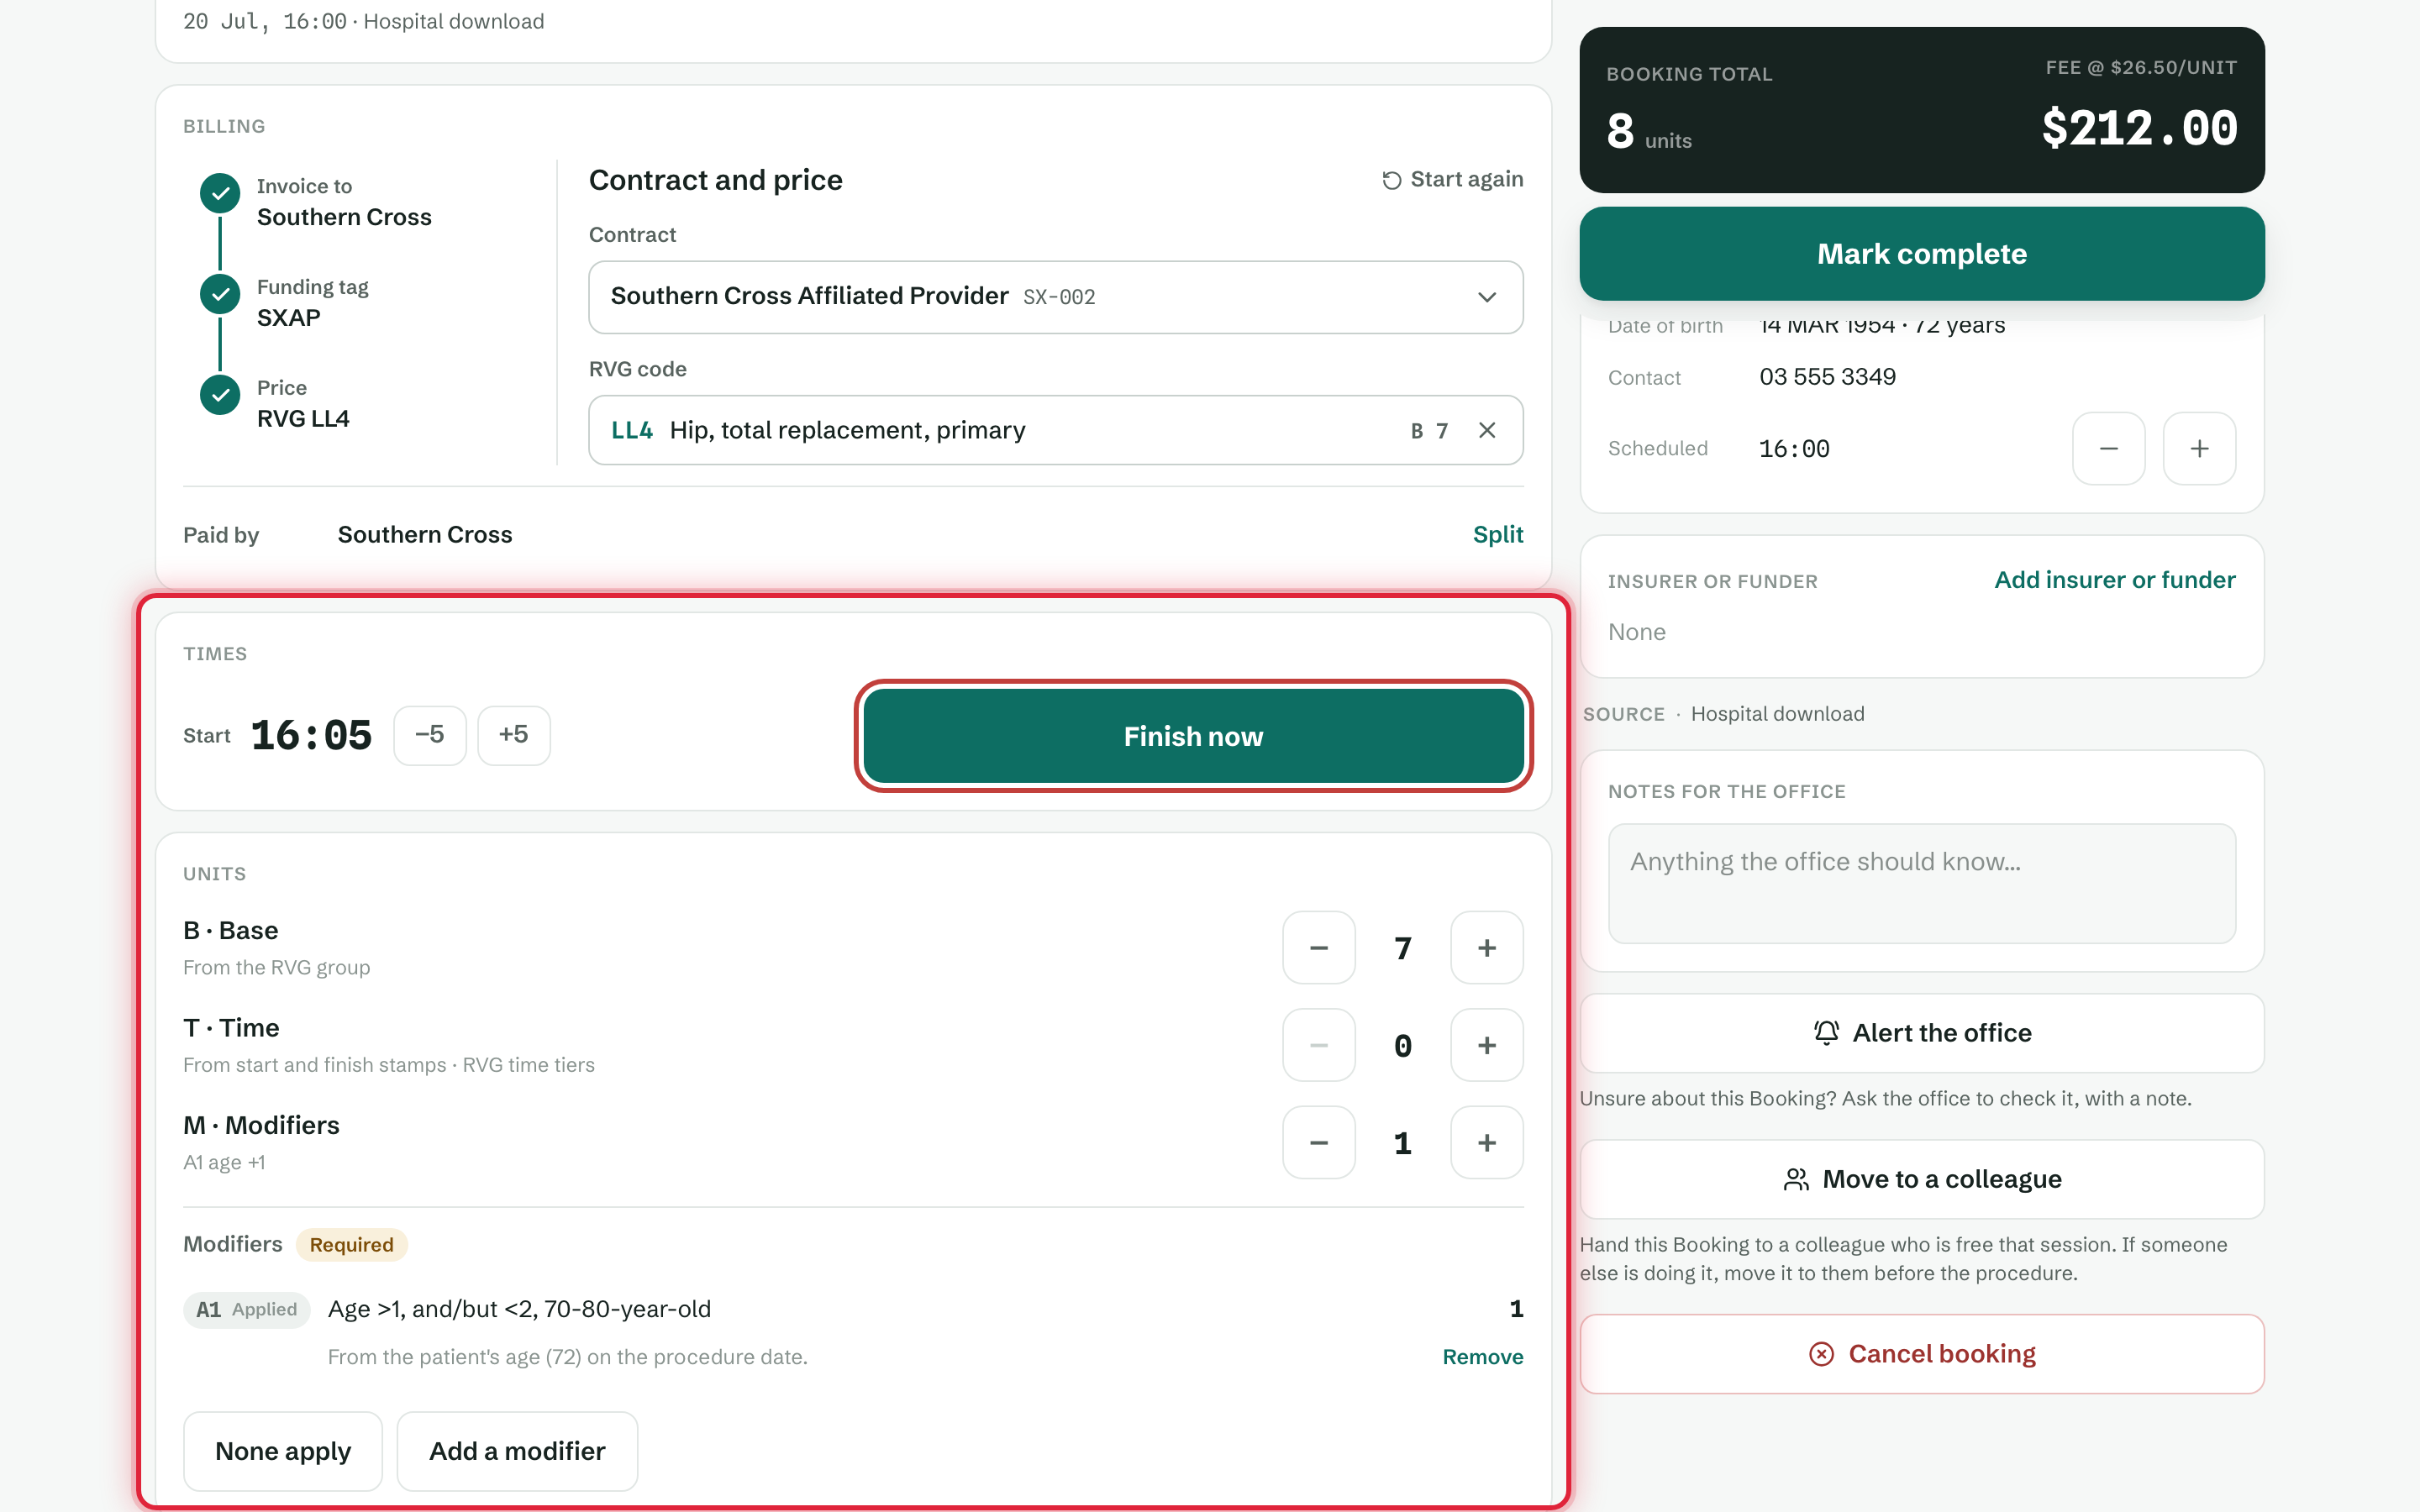 20 Jul, 16:00 · Hospital download
BILLING
Invoice to
Southern Cross
Funding tag
SXAP
Price
RVG LL4
Contract and price
Start again
Contract
Southern Cross Affiliated Provider SX-002
RVG code
LL4 Hip, total replacement, primary B 7
Paid by Southern Cross Split
TIMES
Start 16:05 −5 +5 Finish now
UNITS
B · Base
From the RVG group
− 7 +
T · Time
From start and finish stamps · RVG time tiers
− 0 +
M · Modifiers
A1 age +1
− 1 +
Modifiers Required
A1 Applied Age >1, and/but <2, 70-80-year-old 1
From the patient's age (72) on the procedure date. Remove
None apply Add a modifier
BOOKING TOTAL FEE @ $26.50/UNIT
8 units $212.00
Mark complete
Date of birth 14 MAR 1954 · 72 years
Contact 03 555 3349
Scheduled 16:00 − +
INSURER OR FUNDER Add insurer or funder
None
SOURCE · Hospital download
NOTES FOR THE OFFICE
Anything the office should know...
Alert the office
Unsure about this Booking? Ask the office to check it, with a note.
Move to a colleague
Hand this Booking to a colleague who is free that session. If someone
else is doing it, move it to them before the procedure.
Cancel booking